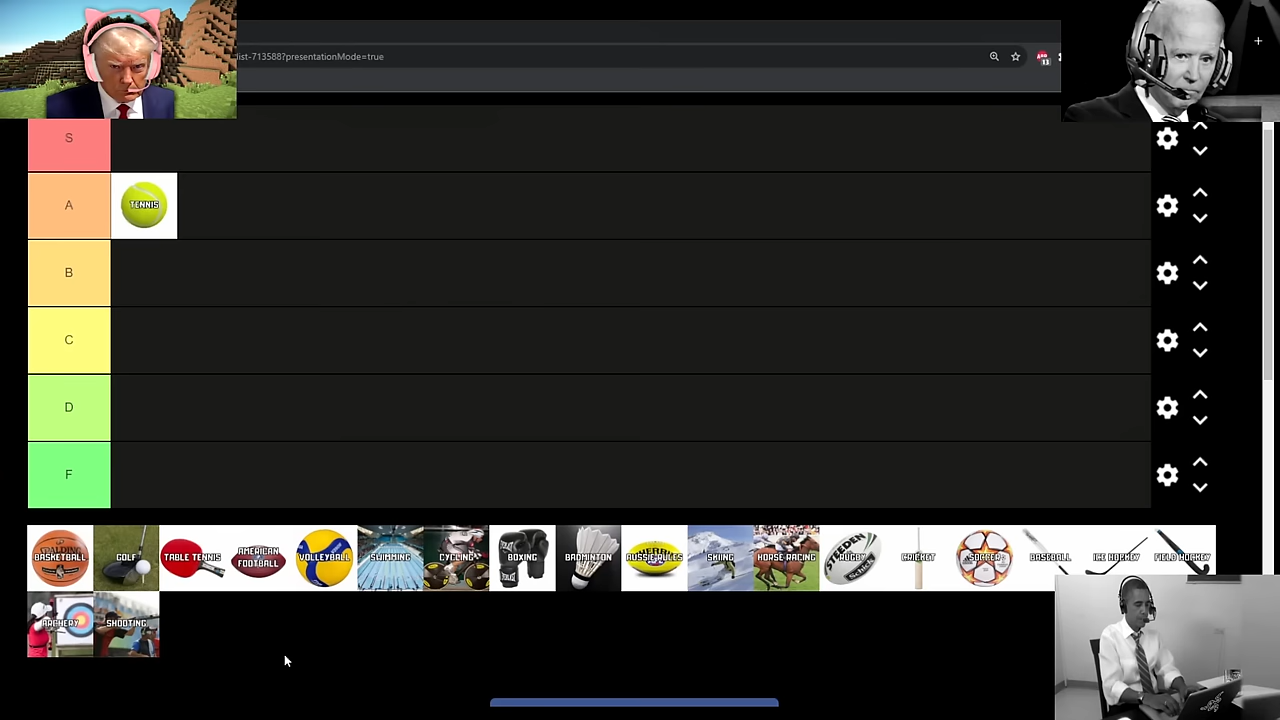 list-713588?presentationMode=true
S
A
TENNIS
B
C
D
F
BASKETBALL
GOLF
TABLE TENNIS
AMERICAN
FOOTBALL
VOLLEYBALL
SWIMMING
CYCLING
BOXING
BADMINTON
AUSSIE RULES
SKIING
HORSE RACING
RUGBY
CRICKET
SOCCER
BASEBALL
ICE HOCKEY
FIELD HOCKEY
ARCHERY
SHOOTING